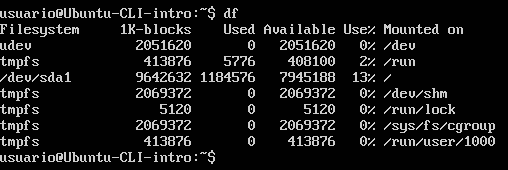 usuario@Ubuntu-CLI-intro:~$ df
Filesystem     1K-blocks    Used Available Use% Mounted on
udev             2051620       0   2051620   0% /dev
tmpfs             413876    5776    408100   2% /run
/dev/sda1        9642632 1184576   7945188  13% /
tmpfs            2069372       0   2069372   0% /dev/shm
tmpfs               5120       0      5120   0% /run/lock
tmpfs            2069372       0   2069372   0% /sys/fs/cgroup
tmpfs             413876       0    413876   0% /run/user/1000
usuario@Ubuntu-CLI-intro:~$